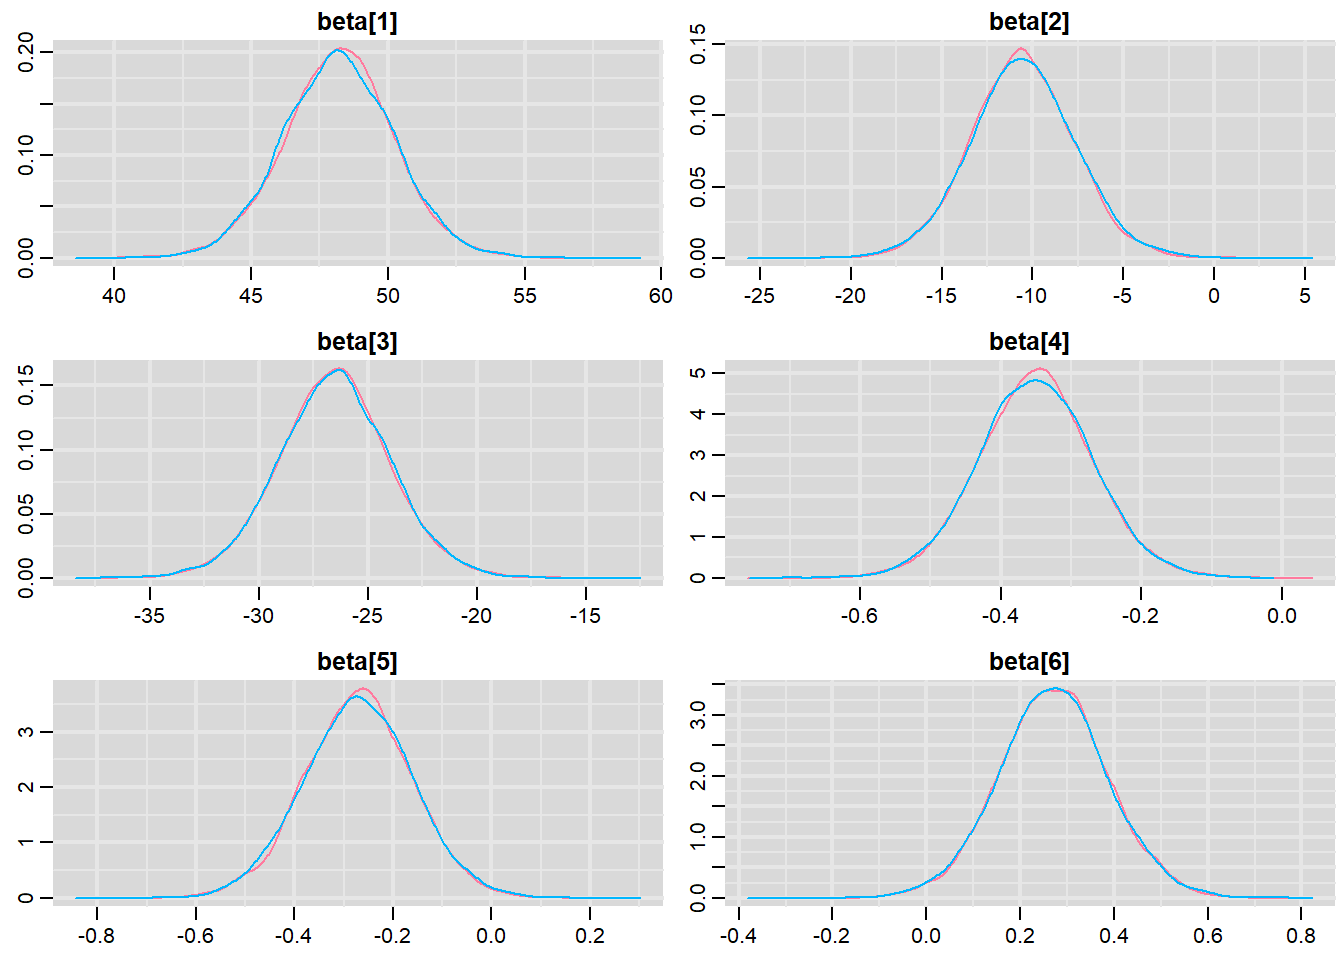 beta[1]
0.00 0.10 0.20
40 45 50 55 60
beta[2]
0.00 0.05 0.10 0.15
-25 -20 -15 -10 -5 0 5
beta[3]
0.00 0.05 0.10 0.15
-35 -30 -25 -20 -15
beta[4]
0 1 2 3 4 5
-0.6 -0.4 -0.2 0.0
beta[5]
0 1 2 3
-0.8 -0.6 -0.4 -0.2 0.0 0.2
beta[6]
0.0 1.0 2.0 3.0
-0.4 -0.2 0.0 0.2 0.4 0.6 0.8